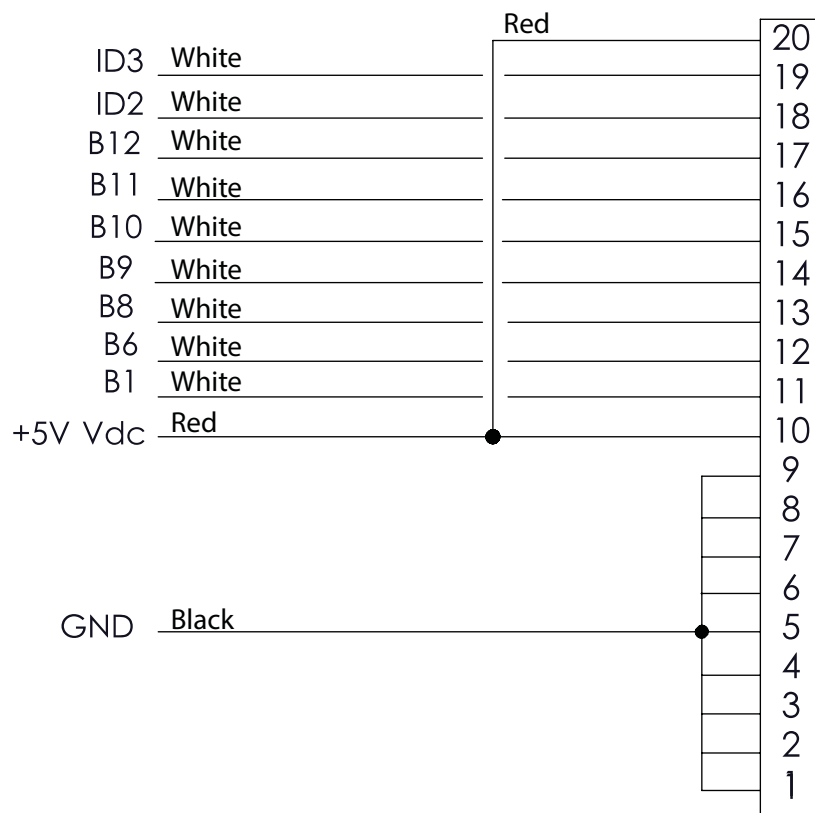 Red 20
ID3 White 19
ID2 White 18
B12 White 17
B11 White 16
B10 White 15
B9 White 14
B8 White 13
B6 White 12
B1 White 11
+5V Vdc Red 10
9
8
7
6
GND Black 5
4
3
2
1